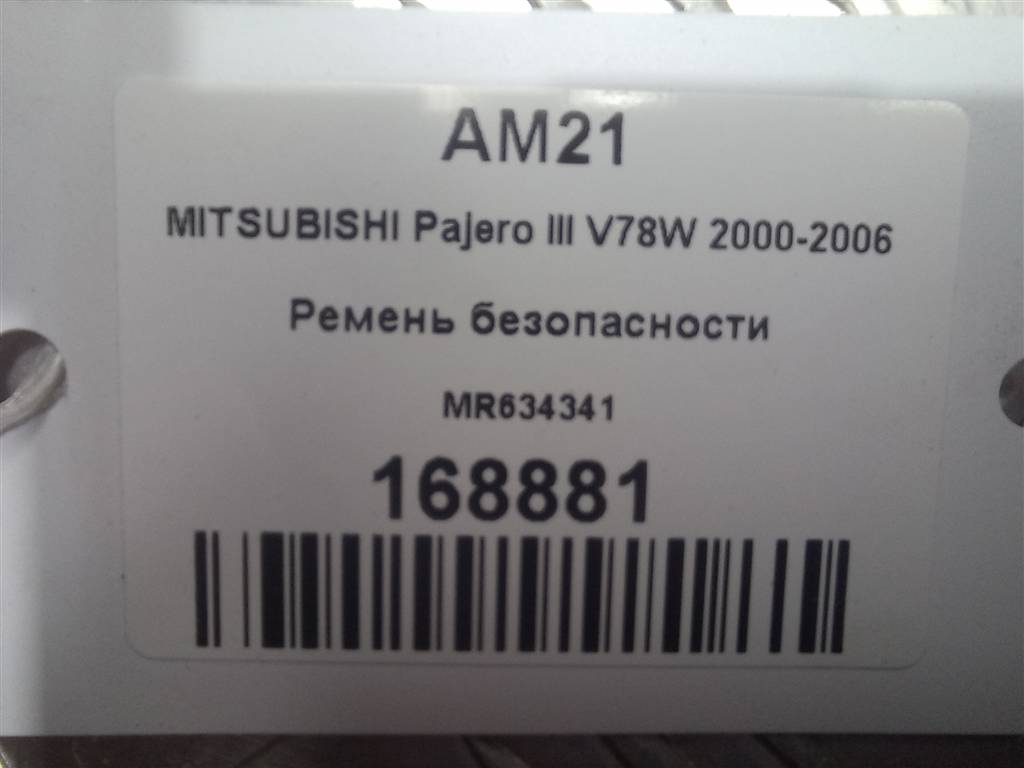 AM21
MITSUBISHI Pajero III V78W 2000-2006
Ремень безопасности
MR634341
168881